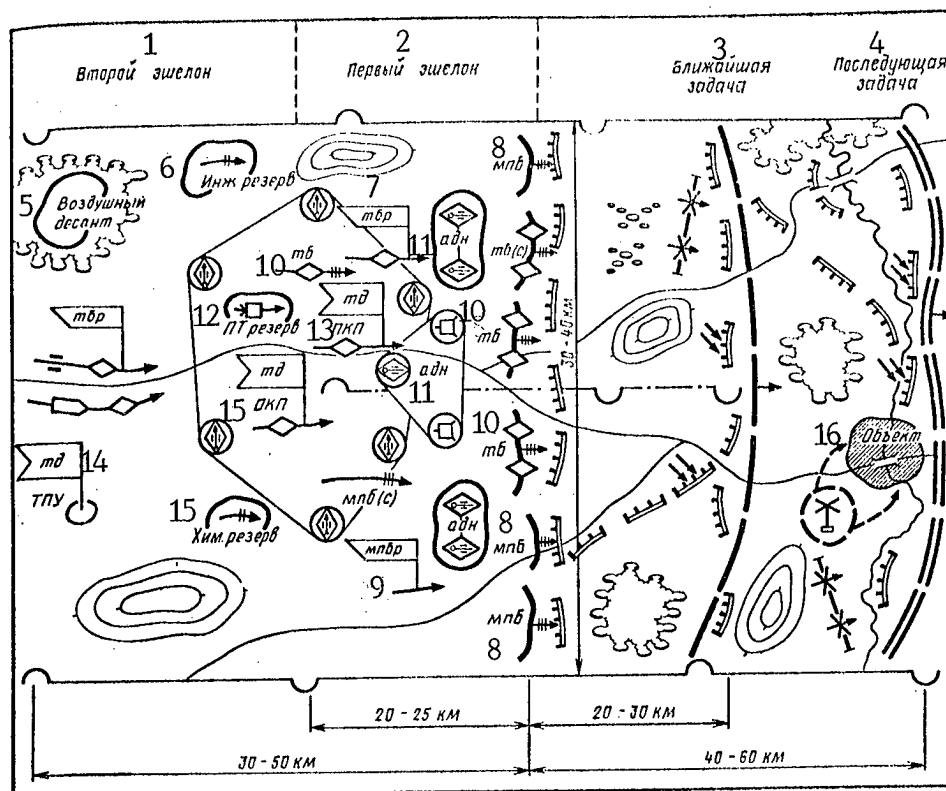 1
Второй эшелон
2
Первый эшелон
3
Ближайшая
задача
4
Последующая
задача
5
Воздушный
десант
6
Инж. резерв
7
тбр
8
мпб
11
адн
10
тб
тб(с)
12
ПТ резерв
тд
13
ПКП
10
тб
30-40 км
тбр
тд
ОКП
адн
11
15
10
тб
16
Объект
тд
14
ТПУ
мпб(с)
15
Хим. резерв
адн
8
мпб
мпбр
9
мпб
8
20-25 км
20-30 км
30-50 км
40-60 км